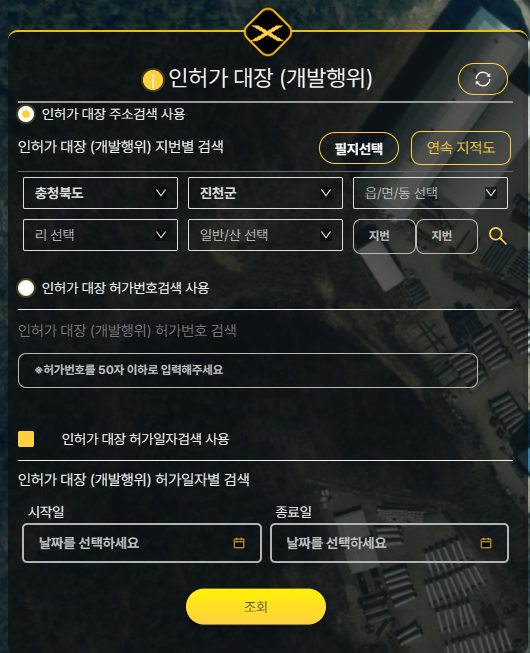 인허가 대장 (개발행위)
인허가 대장 주소검색 사용
인허가 대장 (개발행위) 지번별 검색 필지선택 연속 지적도
충청북도 진천군 읍/면/동 선택
리 선택 일반/산 선택 지번 지번
인허가 대장 허가번호검색 사용
인허가 대장 (개발행위) 허가번호 검색
※허가번호를 50자 이하로 입력해주세요
인허가 대장 허가일자검색 사용
인허가 대장 (개발행위) 허가일자별 검색
시작일 종료일
날짜를 선택하세요 날짜를 선택하세요
조회